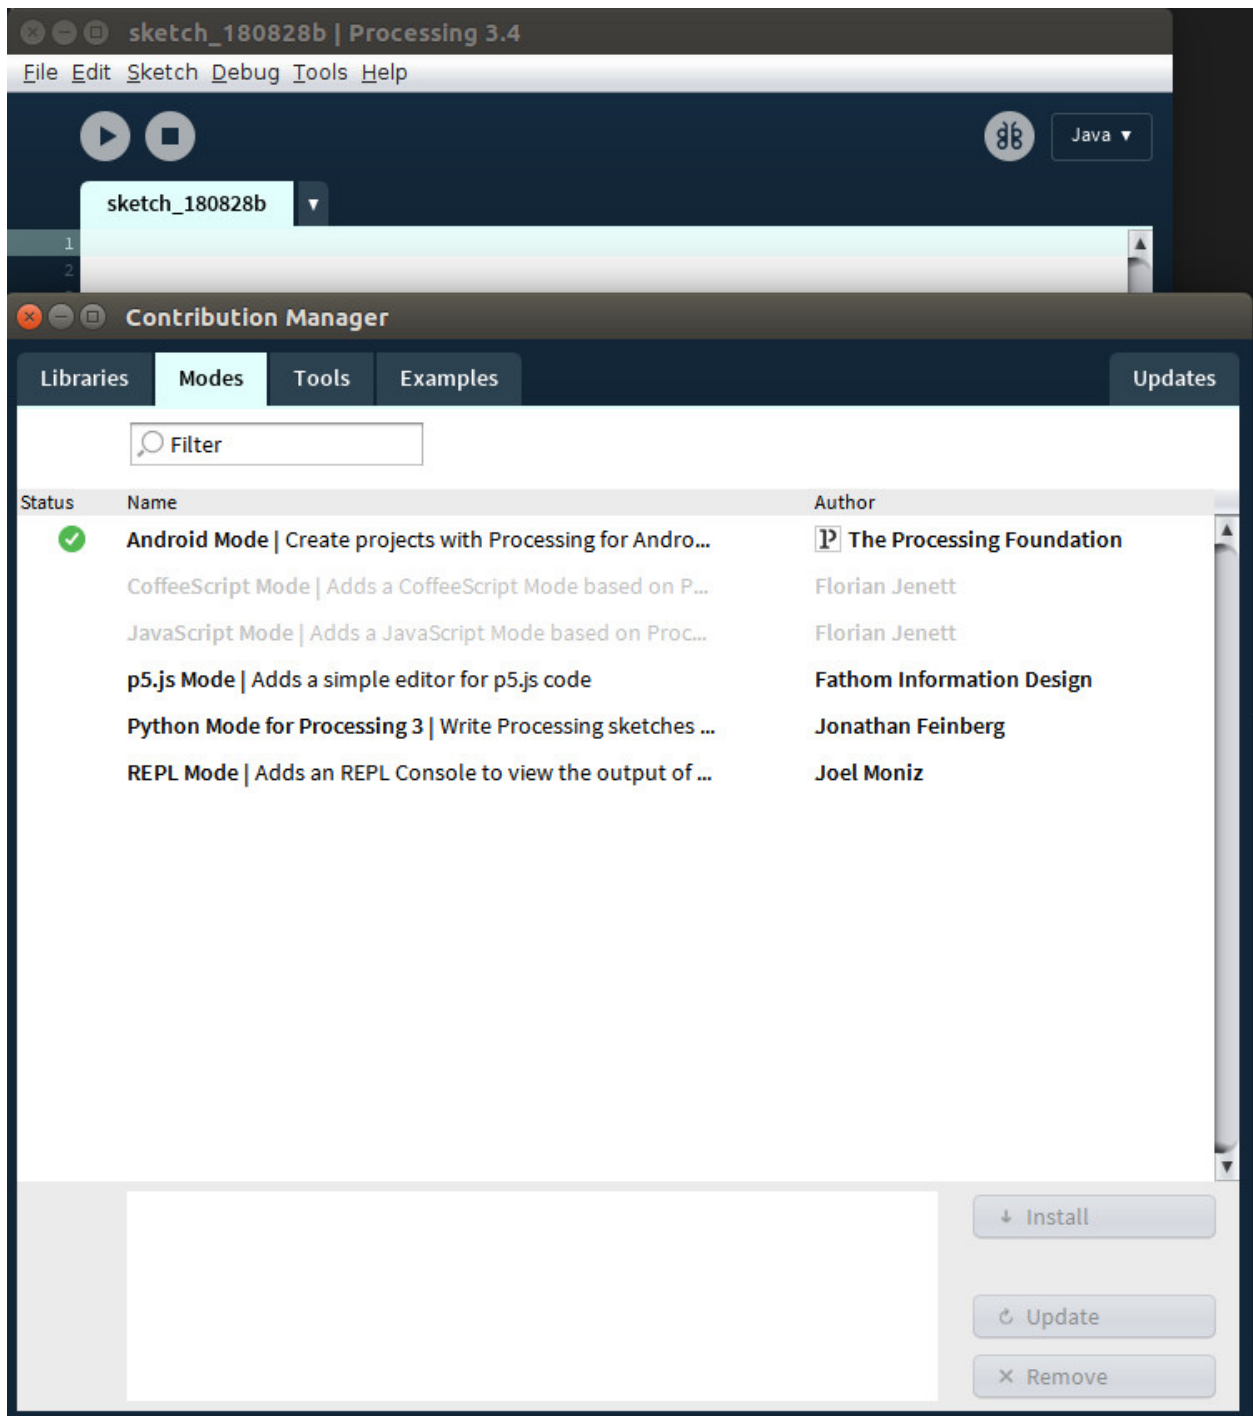 sketch_180828b | Processing 3.4
File Edit Sketch Debug Tools Help
Java ▾
sketch_180828b ▾
1
2
Contribution Manager
Libraries Modes Tools Examples Updates
Filter
Status Name Author
Android Mode | Create projects with Processing for Andro... The Processing Foundation
CoffeeScript Mode | Adds a CoffeeScript Mode based on P... Florian Jenett
JavaScript Mode | Adds a JavaScript Mode based on Proc... Florian Jenett
p5.js Mode | Adds a simple editor for p5.js code Fathom Information Design
Python Mode for Processing 3 | Write Processing sketches ... Jonathan Feinberg
REPL Mode | Adds an REPL Console to view the output of ... Joel Moniz
Install
Update
Remove